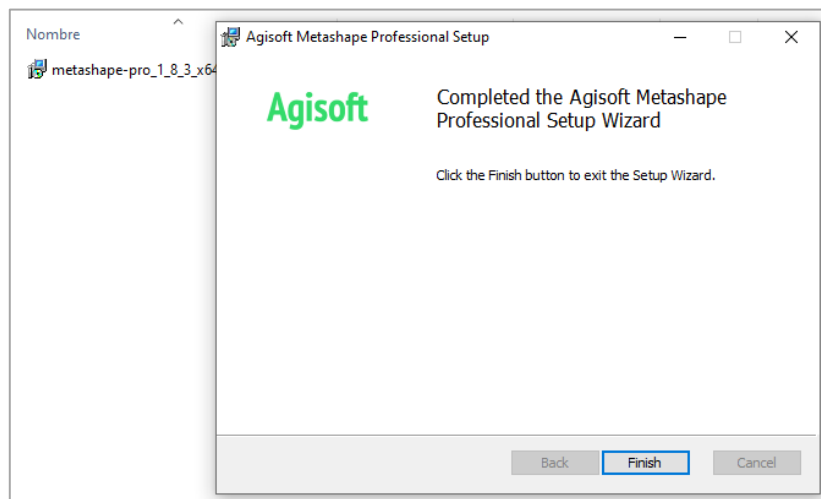 Nombre
metashape-pro_1_8_3_x64
Agisoft Metashape Professional Setup
Agisoft
Completed the Agisoft Metashape
Professional Setup Wizard
Click the Finish button to exit the Setup Wizard.
Back
Finish
Cancel